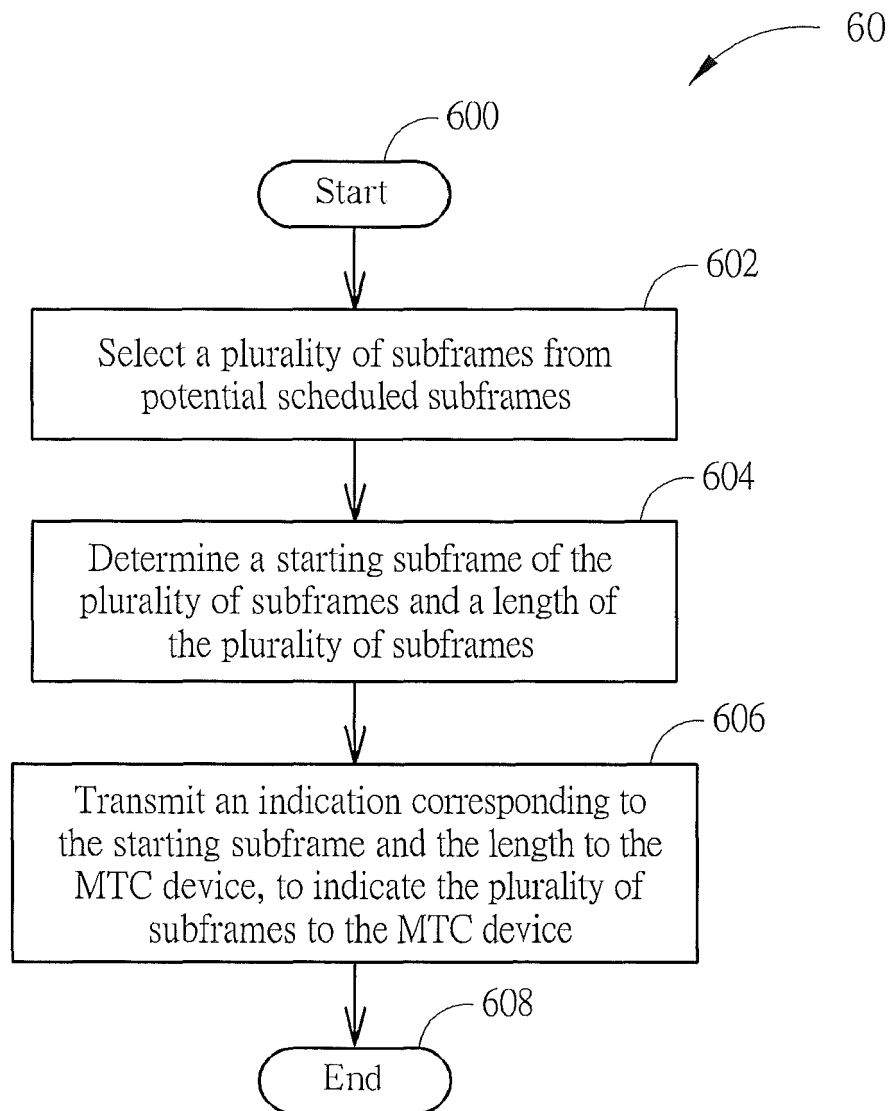 60
600
Start
602
Select a plurality of subframes from
potential scheduled subframes
604
Determine a starting subframe of the
plurality of subframes and a length of
the plurality of subframes
606
Transmit an indication corresponding to
the starting subframe and the length to the
MTC device, to indicate the plurality of
subframes to the MTC device
608
End